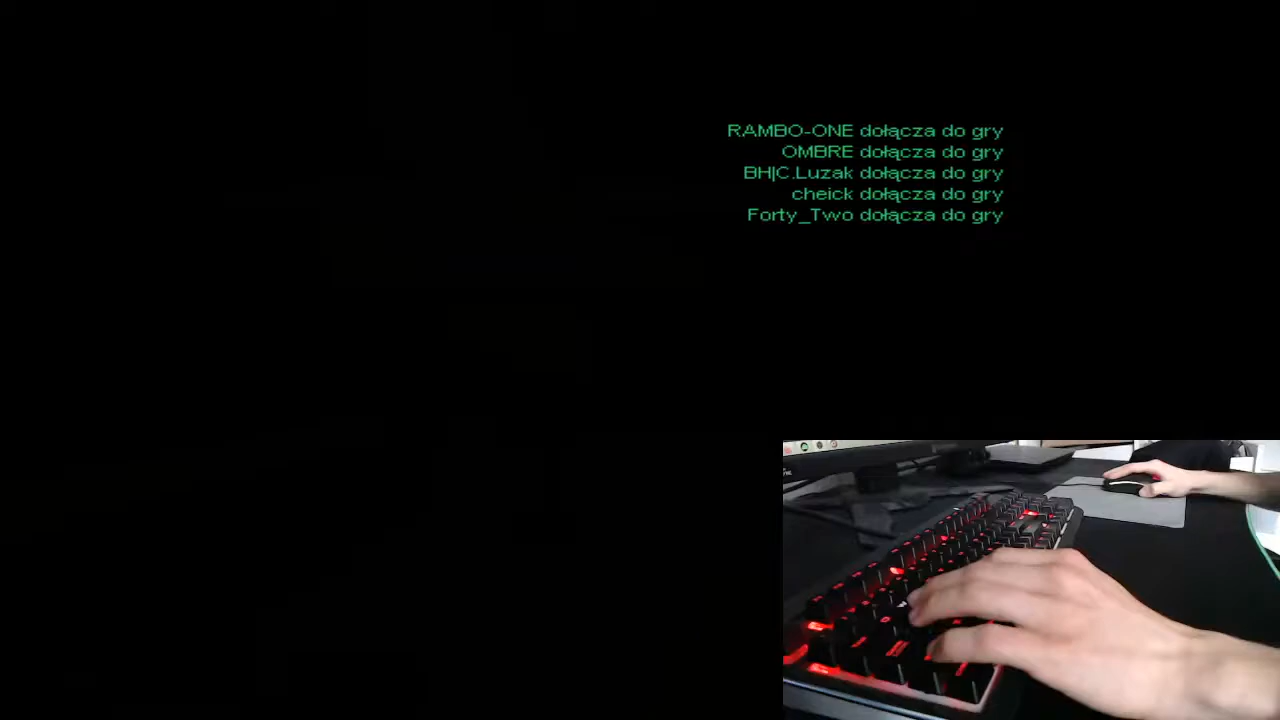 RAMBO-ONE dołącza do gry
OMBRE dołącza do gry
BH|C.Luzak dołącza do gry
cheick dołącza do gry
Forty_Two dołącza do gry